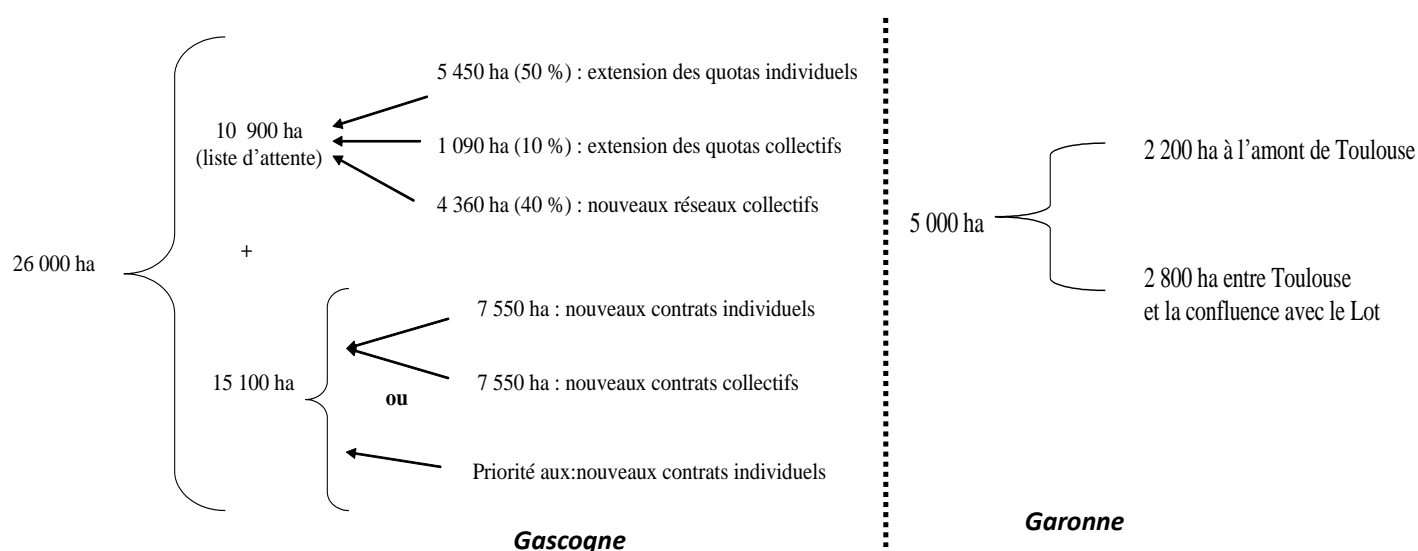 5 450 ha (50 %) : extension des quotas individuels
10 900 ha
(liste d'attente)
1 090 ha (10 %) : extension des quotas collectifs
4 360 ha (40 %) : nouveaux réseaux collectifs
26 000 ha
+
7 550 ha : nouveaux contrats individuels
15 100 ha
7 550 ha : nouveaux contrats collectifs
ou
Priorité aux:nouveaux contrats individuels
Gascogne
2 200 ha à l'amont de Toulouse
5 000 ha
2 800 ha entre Toulouse
et la confluence avec le Lot
Garonne